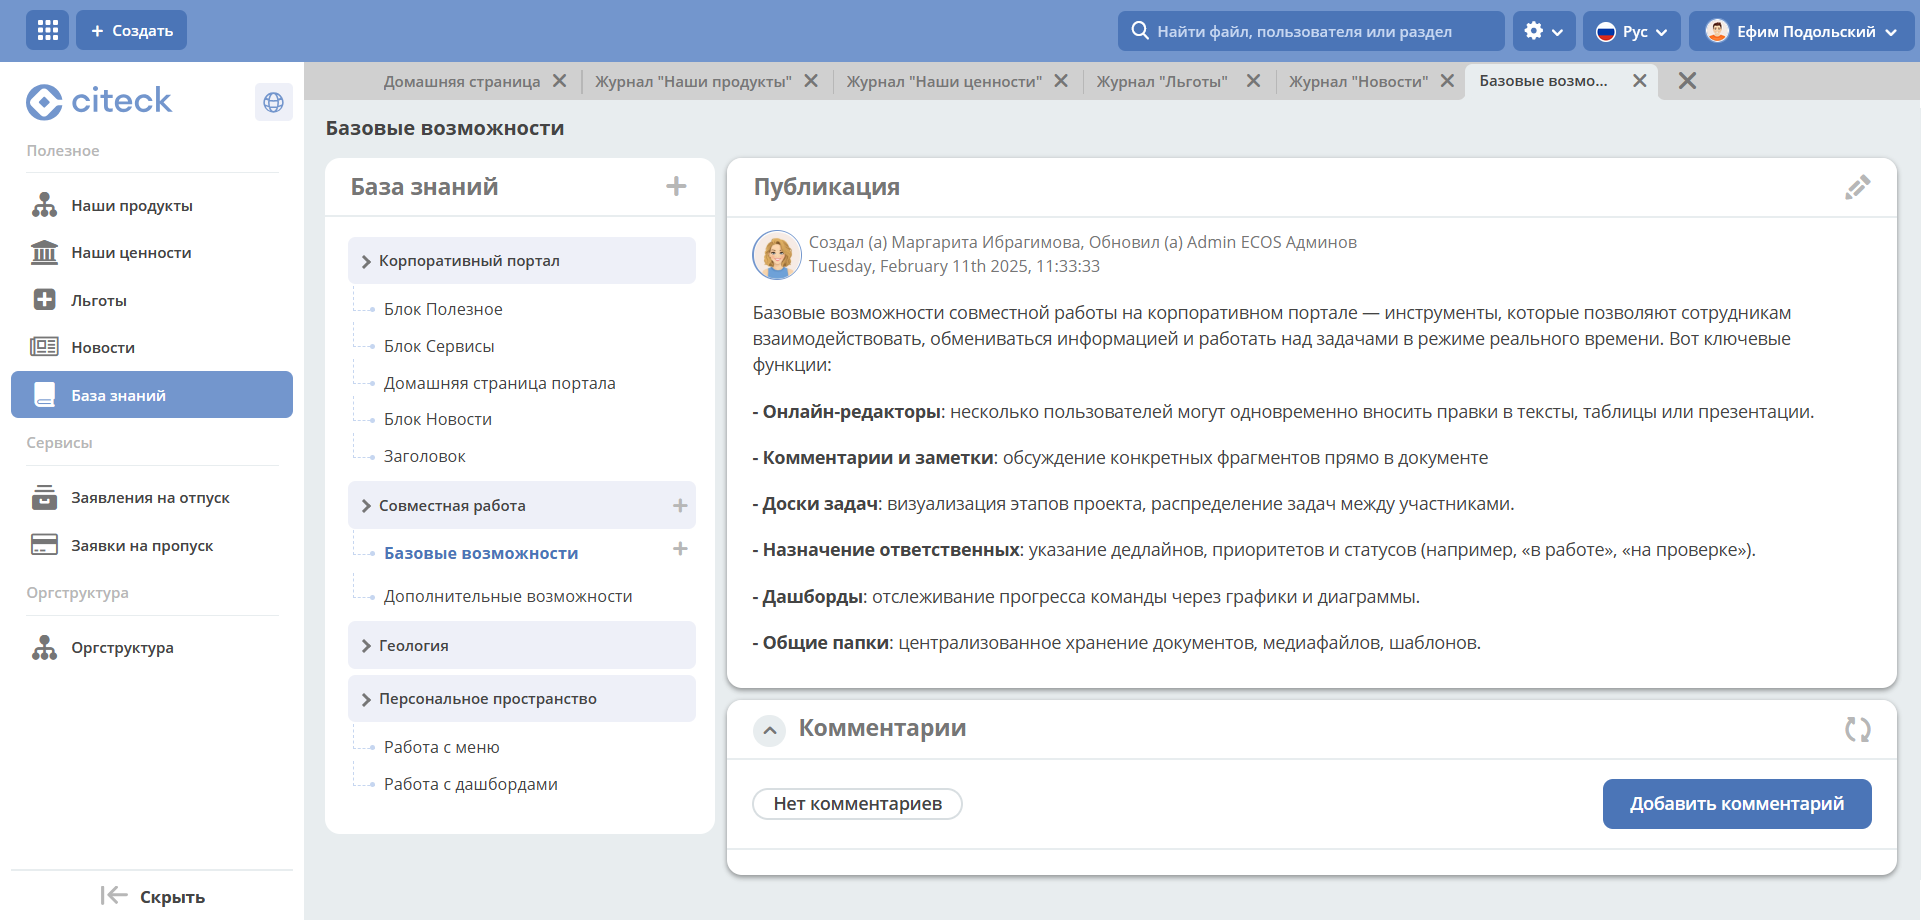 Создать
Найти файл, пользователя или раздел
Рус
Ефим Подольский
citeck
Домашняя страница
Журнал "Наши продукты"
Журнал "Наши ценности"
Журнал "Льготы"
Журнал "Новости"
Базовые возмо...
Полезное
Наши продукты
Наши ценности
Льготы
Новости
База знаний
Сервисы
Заявления на отпуск
Заявки на пропуск
Оргструктура
Оргструктура
Скрыть
Базовые возможности
База знаний
Корпоративный портал
Блок Полезное
Блок Сервисы
Домашняя страница портала
Блок Новости
Заголовок
Совместная работа
Базовые возможности
Дополнительные возможности
Геология
Персональное пространство
Работа с меню
Работа с дашбордами
Публикация
Создал (а) Маргарита Ибрагимова, Обновил (а) Admin ECOS Админов
Tuesday, February 11th 2025, 11:33:33
Базовые возможности совместной работы на корпоративном портале — инструменты, которые позволяют сотрудникам
взаимодействовать, обмениваться информацией и работать над задачами в режиме реального времени. Вот ключевые
функции:
- Онлайн-редакторы: несколько пользователей могут одновременно вносить правки в тексты, таблицы или презентации.
- Комментарии и заметки: обсуждение конкретных фрагментов прямо в документе
- Доски задач: визуализация этапов проекта, распределение задач между участниками.
- Назначение ответственных: указание дедлайнов, приоритетов и статусов (например, «в работе», «на проверке»).
- Дашборды: отслеживание прогресса команды через графики и диаграммы.
- Общие папки: централизованное хранение документов, медиафайлов, шаблонов.
Комментарии
Нет комментариев
Добавить комментарий